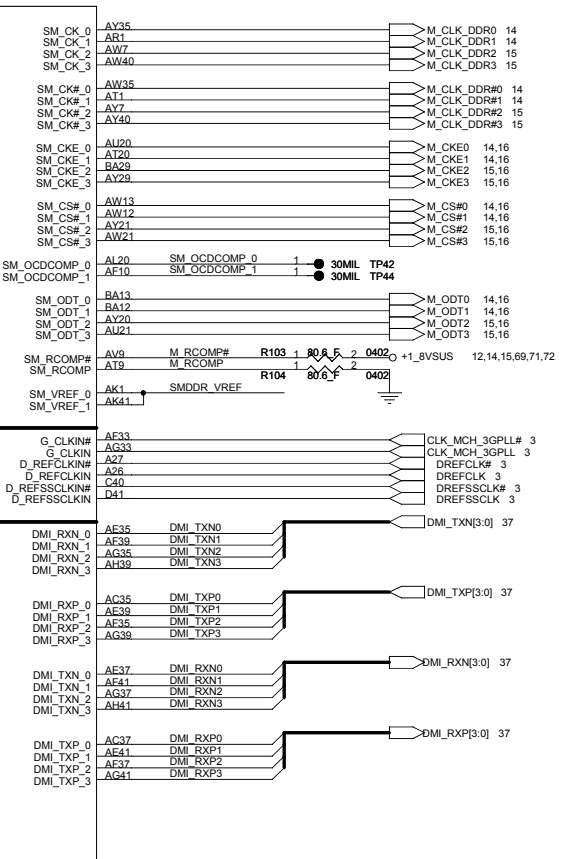 SM_CK_0 AY35 M_CLK_DDR0 14
SM_CK_1 AR1 M_CLK_DDR1 14
SM_CK_2 AW7 M_CLK_DDR2 15
SM_CK_3 AW40 M_CLK_DDR3 15
SM_CK#_0 AW35 M_CLK_DDR#0 14
SM_CK#_1 AT1 M_CLK_DDR#1 14
SM_CK#_2 AY7 M_CLK_DDR#2 15
SM_CK#_3 AY40 M_CLK_DDR#3 15
SM_CKE_0 AU20 M_CKE0 14,16
SM_CKE_1 AT20 M_CKE1 14,16
SM_CKE_2 BA29 M_CKE2 15,16
SM_CKE_3 AY29 M_CKE3 15,16
SM_CS#_0 AW13 M_CS#0 14,16
SM_CS#_1 AW12 M_CS#1 14,16
SM_CS#_2 AY21 M_CS#2 15,16
SM_CS#_3 AW21 M_CS#3 15,16
SM_OCDCOMP_0 AL20 SM_OCDCOMP_0 1 30MIL TP42
SM_OCDCOMP_1 AF10 SM_OCDCOMP_1 1 30MIL TP44
SM_ODT_0 BA13 M_ODT0 14,16
SM_ODT_1 BA12 M_ODT1 14,16
SM_ODT_2 AY20 M_ODT2 15,16
SM_ODT_3 AU21 M_ODT3 15,16
SM_RCOMP# AV9 M_RCOMP# R103 1 80.6_F 2 0402 +1_8VSUS 12,14,15,69,71,72
SM_RCOMP AT9 M_RCOMP R104 1 80.6_F 2 0402
SM_VREF_0 AK1 SMDDR_VREF
SM_VREF_1 AK41
G_CLKIN# AF33 CLK_MCH_3GPLL# 3
G_CLKIN AG33 CLK_MCH_3GPLL 3
D_REFCLKIN# A27 DREFCLK# 3
D_REFCLKIN A26 DREFCLK 3
D_REFSSCLKIN# C40 DREFSSCLK# 3
D_REFSSCLKIN D41 DREFSSCLK 3
DMI_RXN_0 AE35 DMI_TXN0 DMI_TXN[3:0] 37
DMI_RXN_1 AF39 DMI_TXN1
DMI_RXN_2 AG35 DMI_TXN2
DMI_RXN_3 AH39 DMI_TXN3
DMI_RXP_0 AC35 DMI_TXP0 DMI_TXP[3:0] 37
DMI_RXP_1 AE39 DMI_TXP1
DMI_RXP_2 AF35 DMI_TXP2
DMI_RXP_3 AG39 DMI_TXP3
DMI_TXN_0 AE37 DMI_RXN0 DMI_RXN[3:0] 37
DMI_TXN_1 AF41 DMI_RXN1
DMI_TXN_2 AG37 DMI_RXN2
DMI_TXN_3 AH41 DMI_RXN3
DMI_TXP_0 AC37 DMI_RXP0 DMI_RXP[3:0] 37
DMI_TXP_1 AE41 DMI_RXP1
DMI_TXP_2 AF37 DMI_RXP2
DMI_TXP_3 AG41 DMI_RXP3